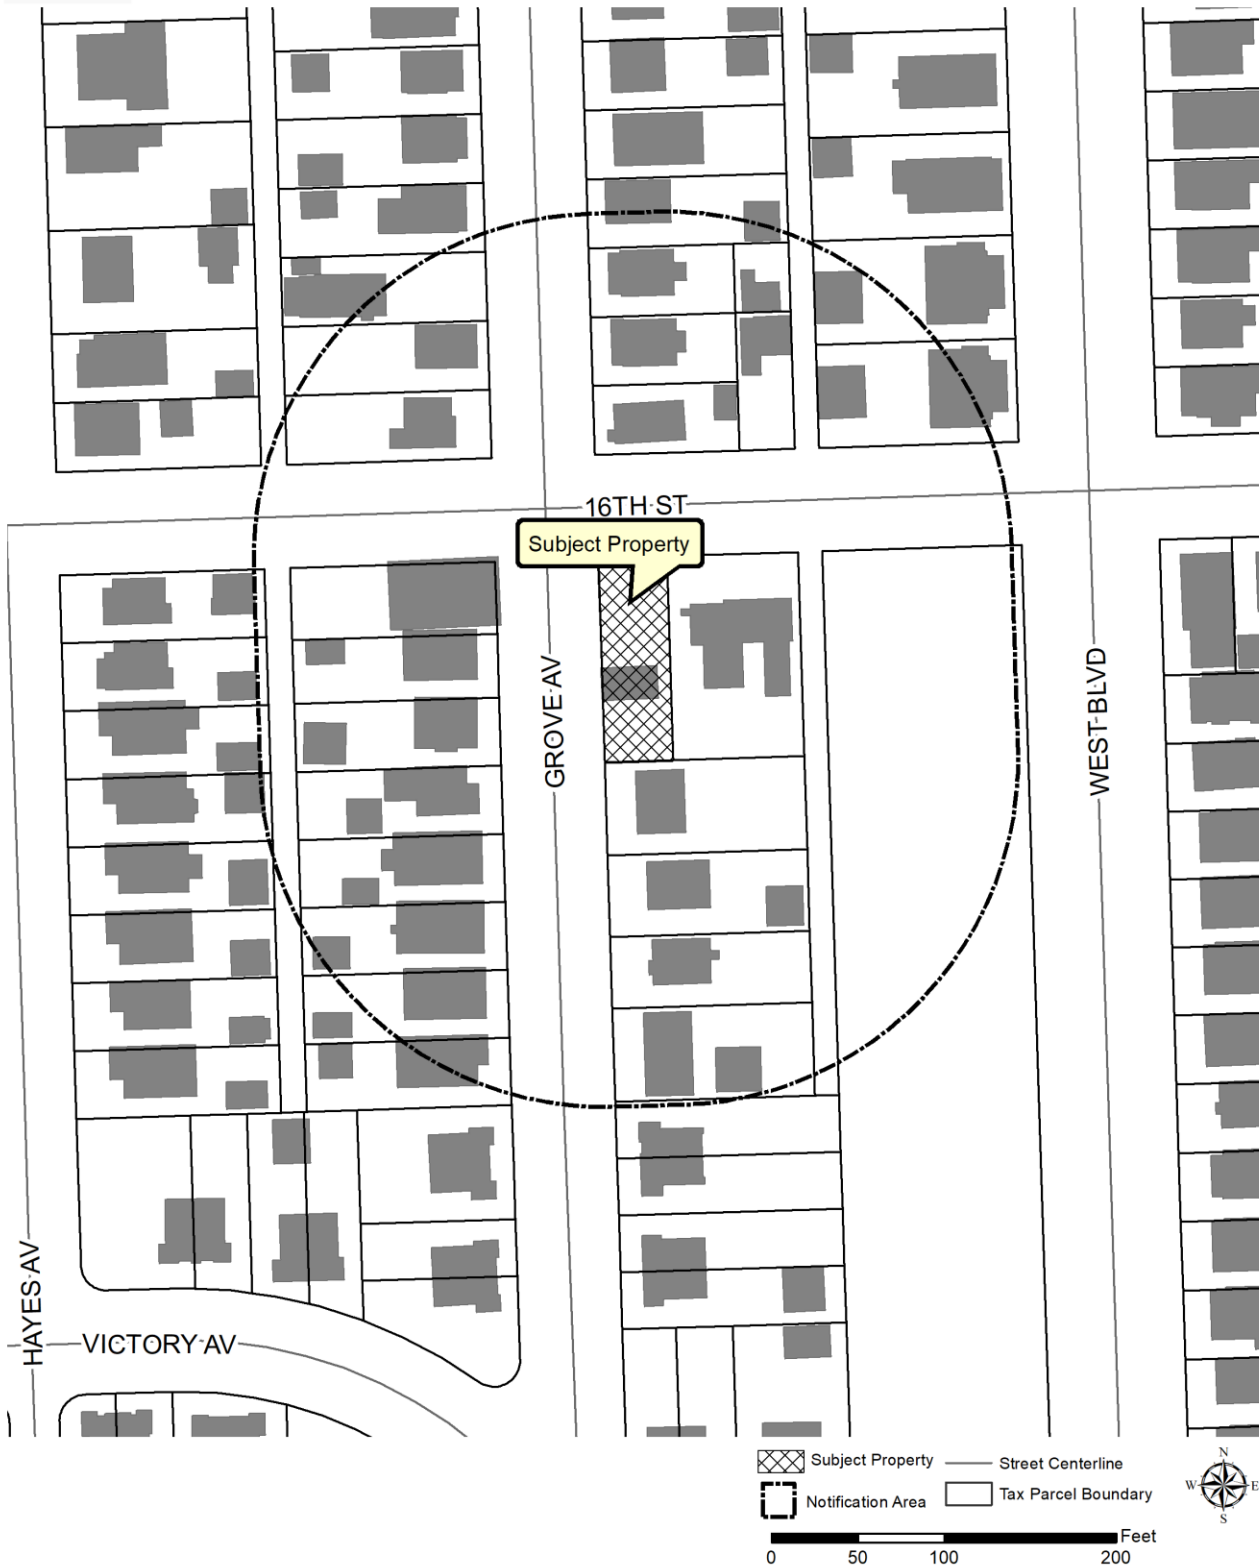 16TH ST
Subject Property
GROVE AV
WEST BLVD
HAYES AV
VICTORY AV
Subject Property
Street Centerline
Notification Area
Tax Parcel Boundary
N
W
E
S
Feet
0 50 100 200